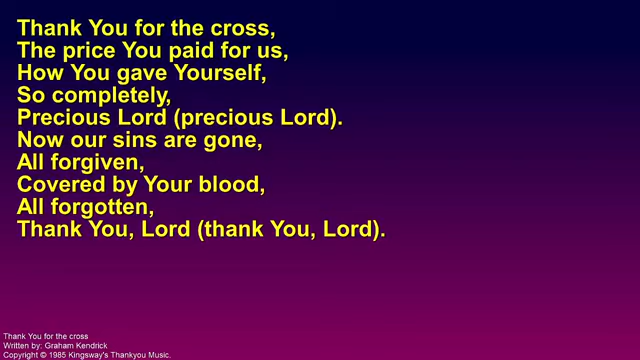 Thank You for the cross,
The price You paid for us,
How You gave Yourself,
So completely,
Precious Lord (precious Lord).
Now our sins are gone,
All forgiven,
Covered by Your blood,
All forgotten,
Thank You, Lord (thank You, Lord).
Thank You for the cross
Written by: Graham Kendrick
Copyright © 1985 Kingsway's Thankyou Music.